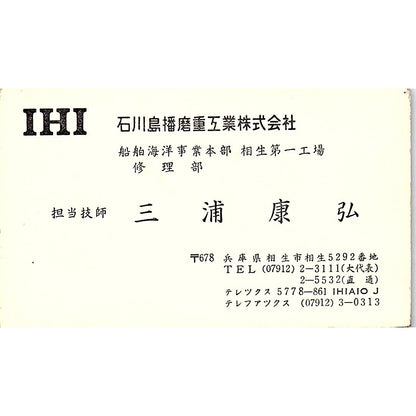 IHI 石川島播磨重工業株式会社
船舶海洋事業本部 相生第一工場
修理部
担当技師 三浦康弘
〒678 兵庫県相生市相生5292番地
TEL (07912) 2-3111(大代表)
2-5532(直通)
テレツクス 5778-861 IHIAIO J
テレフアツクス (07912) 3-0313